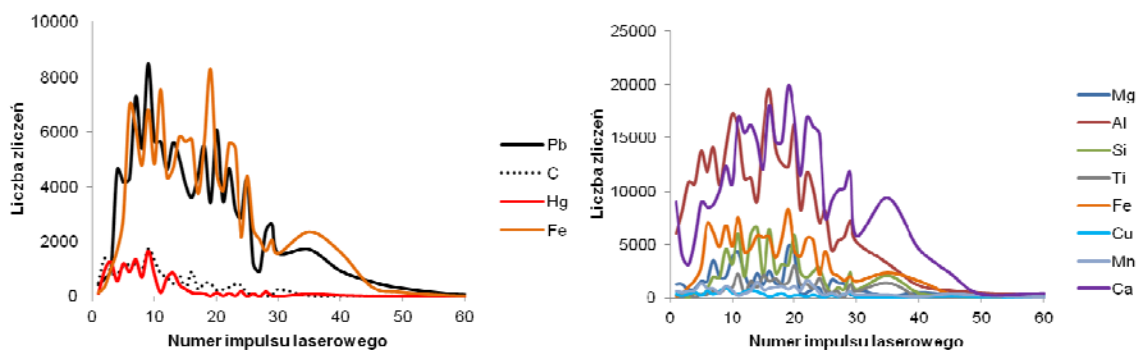 10000
8000
6000
4000
2000
0
Liczba zliczeń
0 10 20 30 40 50 60
Numer impulsu laserowego
Pb
C
Hg
Fe
25000
20000
15000
10000
5000
0
Liczba zliczeń
0 10 20 30 40 50 60
Numer impulsu laserowego
Mg
Al
Si
Ti
Fe
Cu
Mn
Ca